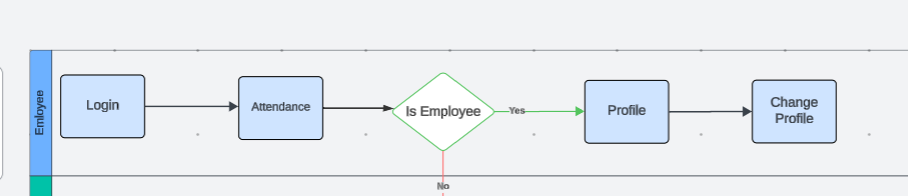 Emloyee
Login
Attendance
Is Employee
Yes
Profile
Change
Profile
No